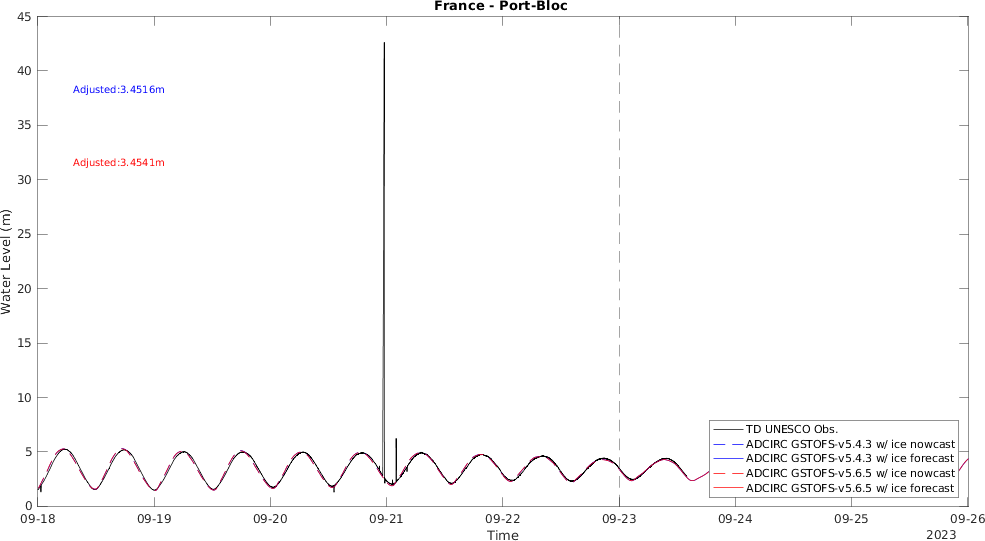 France - Port-Bloc
45
40
35
30
25
20
15
10
5
0
Water Level (m)
Adjusted:3.4516m
Adjusted:3.4541m
TD UNESCO Obs.
ADCIRC GSTOFS-v5.4.3 w/ ice nowcast
ADCIRC GSTOFS-v5.4.3 w/ ice forecast
ADCIRC GSTOFS-v5.6.5 w/ ice nowcast
ADCIRC GSTOFS-v5.6.5 w/ ice forecast
09-18 09-19 09-20 09-21 09-22 09-23 09-24 09-25 09-26
Time
2023